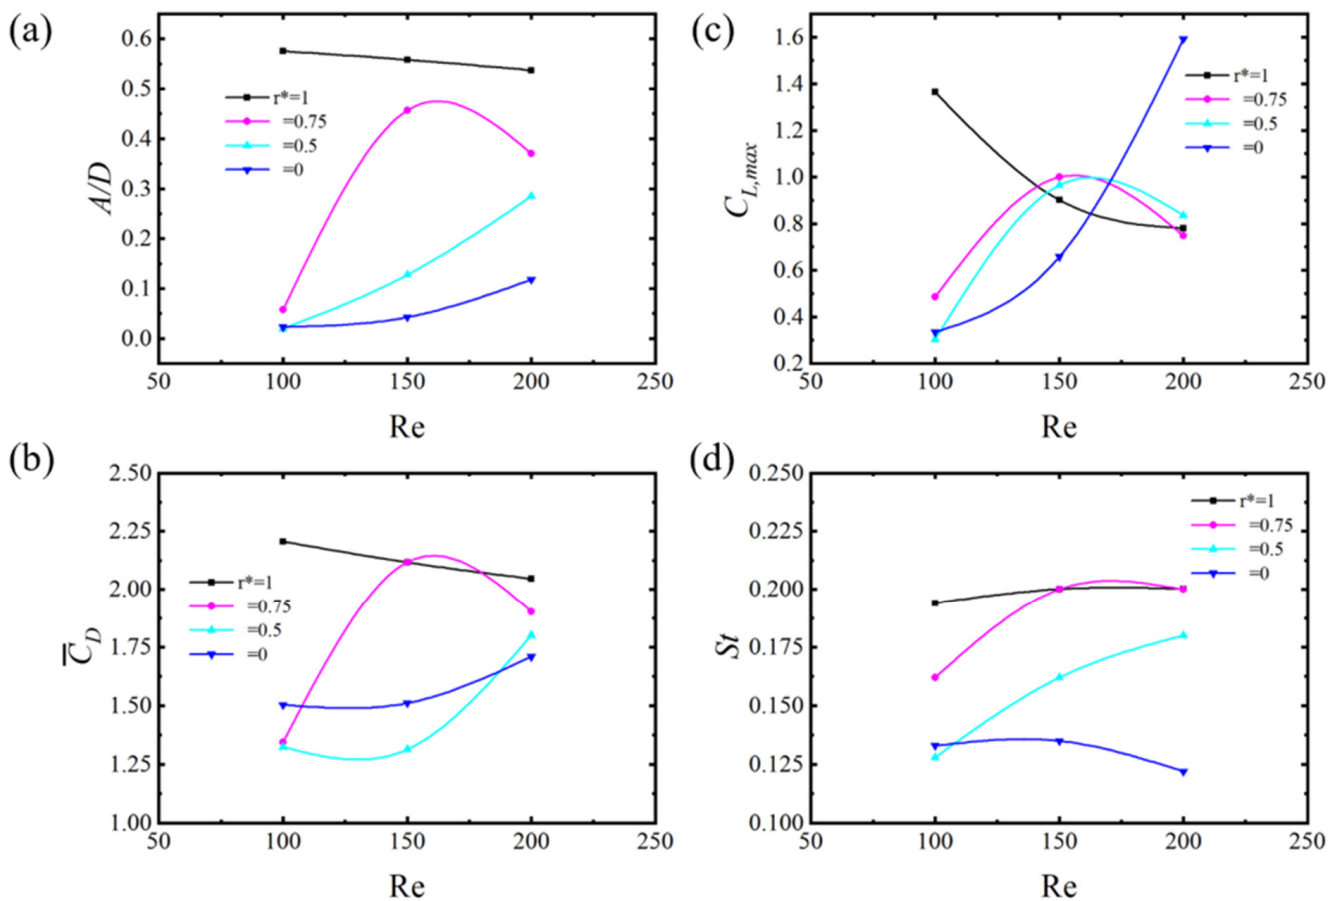 (a)
0.6
0.5
0.4
0.3
0.2
0.1
0.0
A/D
r*=1
=0.75
=0.5
=0
50 100 150 200 250
Re
(c)
1.6
1.4
1.2
1.0
0.8
0.6
0.4
0.2
C_{L,max}
r*=1
=0.75
=0.5
=0
50 100 150 200 250
Re
(b)
2.50
2.25
2.00
1.75
1.50
1.25
1.00
C̅_D
r*=1
=0.75
=0.5
=0
50 100 150 200 250
Re
(d)
0.250
0.225
0.200
0.175
0.150
0.125
0.100
St
r*=1
=0.75
=0.5
=0
50 100 150 200 250
Re